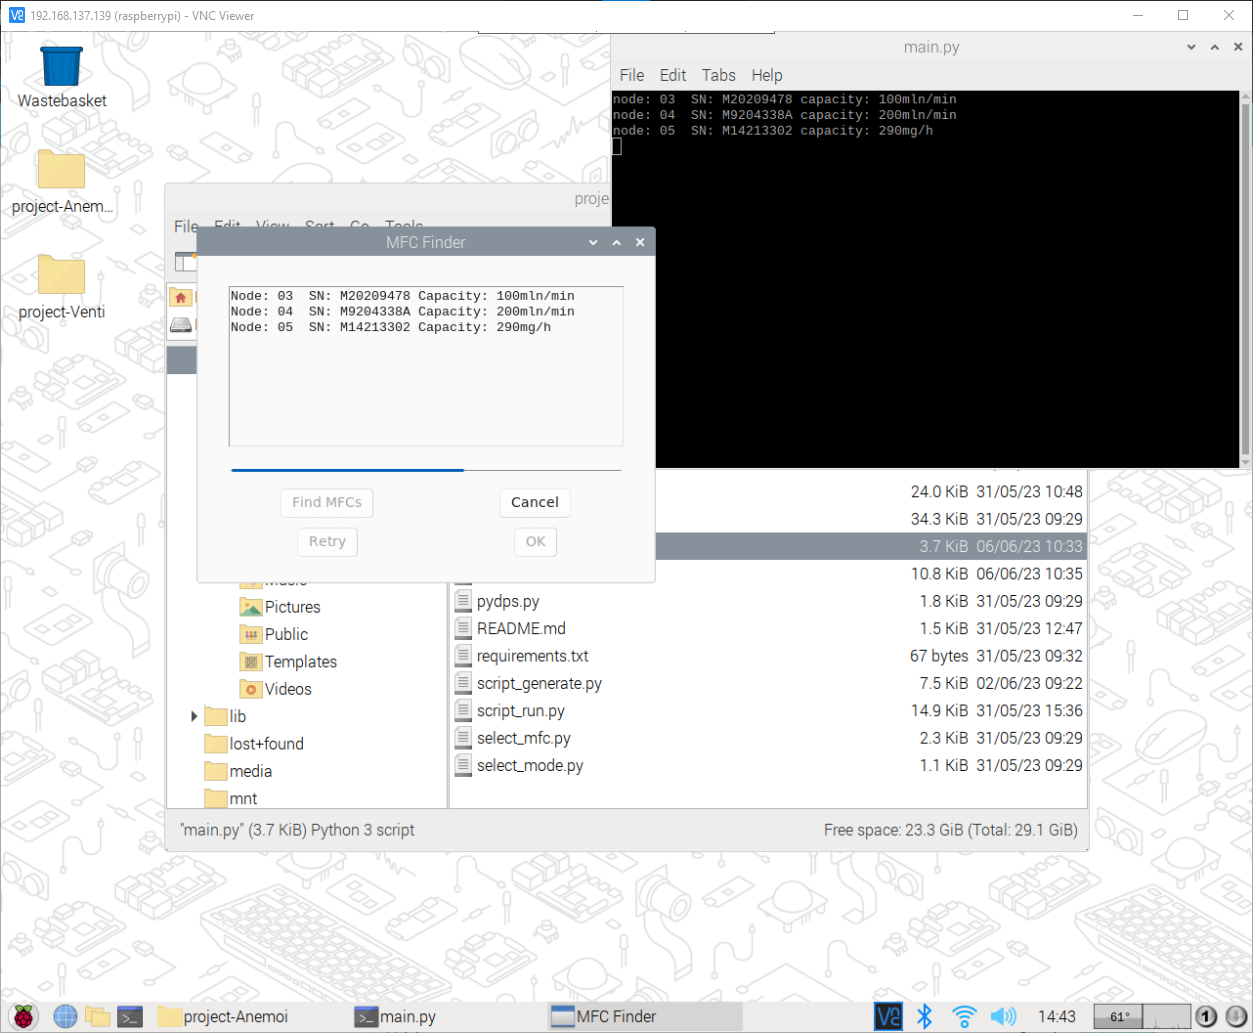 192.168.137.139 (raspberrypi) - VNC Viewer
Wastebasket
project-Anem...
project-Venti
main.py
File Edit Tabs Help
node: 03 SN: M20209478 capacity: 100mln/min
node: 04 SN: M9204338A capacity: 200mln/min
node: 05 SN: M14213302 capacity: 290mg/h
proje
File Edit View Sort Go Tools
MFC Finder
Node: 03 SN: M20209478 Capacity: 100mln/min
Node: 04 SN: M9204338A Capacity: 200mln/min
Node: 05 SN: M14213302 Capacity: 290mg/h
Find MFCs
Cancel
Retry
OK
Music
Pictures
Public
Templates
Videos
lib
lost+found
media
mnt
24.0 KiB 31/05/23 10:48
34.3 KiB 31/05/23 09:29
3.7 KiB 06/06/23 10:33
10.8 KiB 06/06/23 10:35
pydps.py 1.8 KiB 31/05/23 09:29
README.md 1.5 KiB 31/05/23 12:47
requirements.txt 67 bytes 31/05/23 09:32
script_generate.py 7.5 KiB 02/06/23 09:22
script_run.py 14.9 KiB 31/05/23 15:36
select_mfc.py 2.3 KiB 31/05/23 09:29
select_mode.py 1.1 KiB 31/05/23 09:29
"main.py" (3.7 KiB) Python 3 script
Free space: 23.3 GiB (Total: 29.1 GiB)
project-Anemoi
main.py
MFC Finder
14:43
61°
1